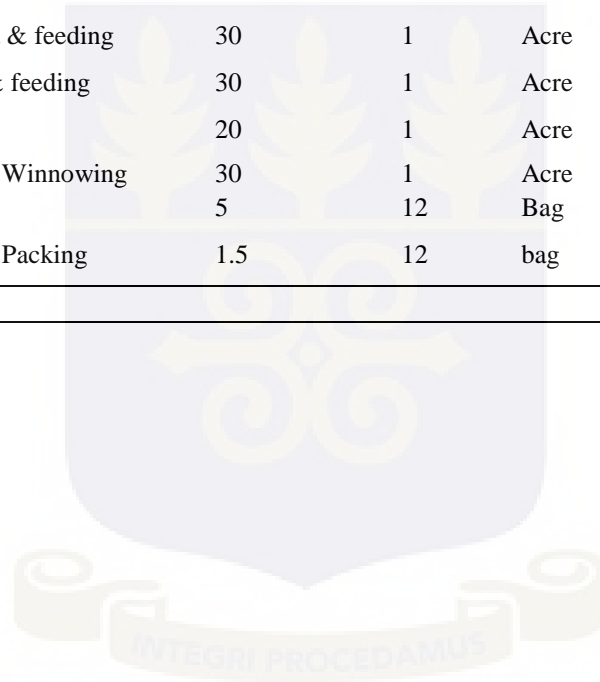 & feeding 30 1 Acre
feeding 30 1 Acre
20 1 Acre
Winnowing 30 1 Acre
5 12 Bag
Packing 1.5 12 bag
INTEGRI PROCEDAMUS